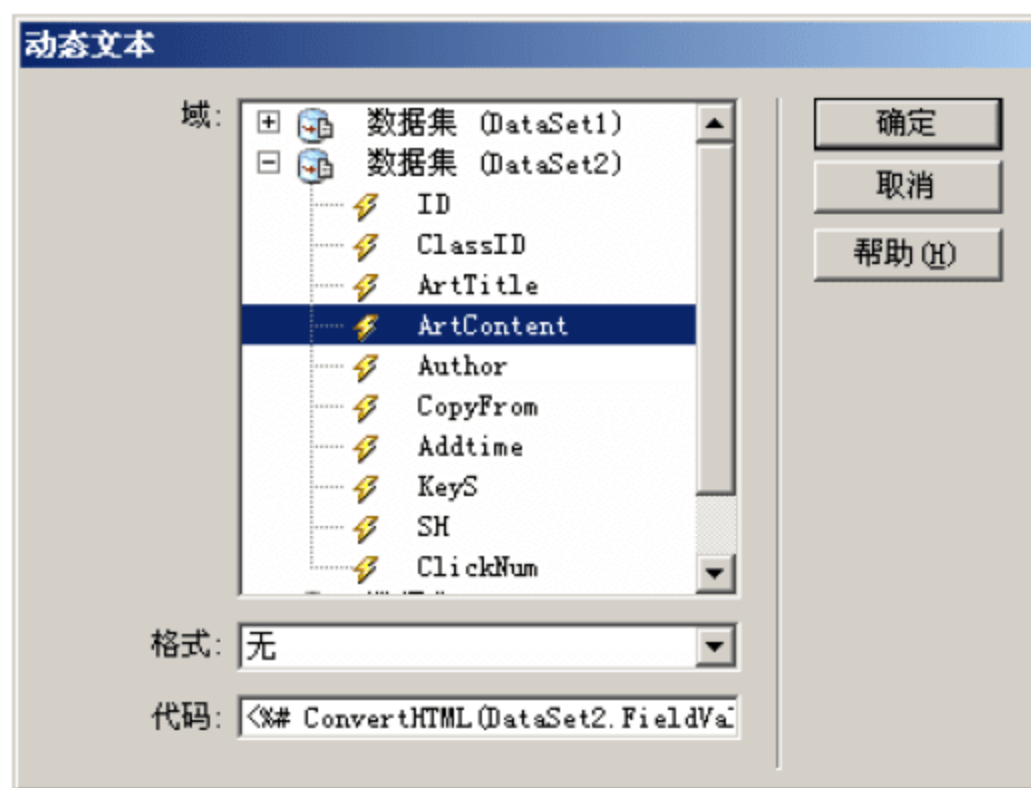 动态文本
域:
数据集 (DataSet1)
数据集 (DataSet2)
ID
ClassID
ArtTitle
ArtContent
Author
CopyFrom
Addtime
KeyS
SH
ClickNum
确定
取消
帮助(H)
格式: 无
代码: <%# ConvertHTML(DataSet2.FieldVal